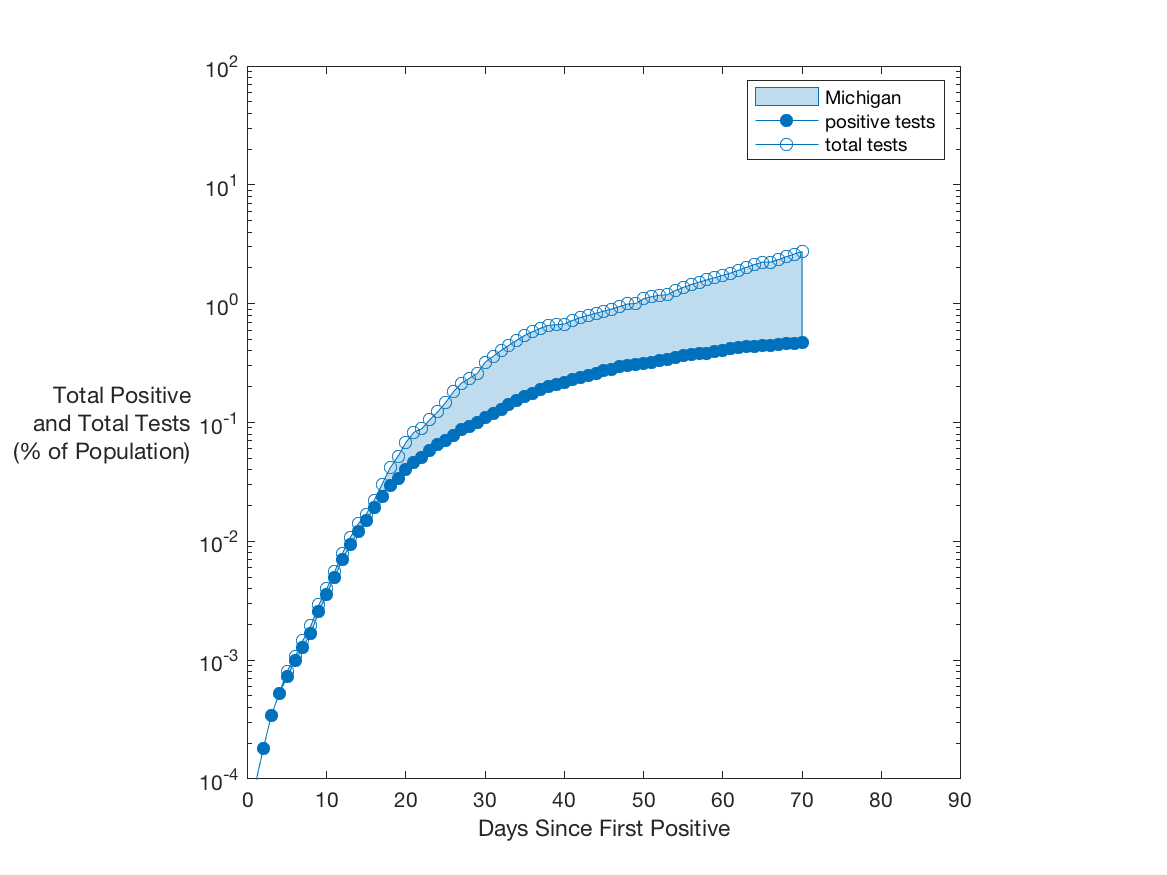 10^2
10^1
10^0
10^-1
10^-2
10^-3
10^-4
Total Positive
and Total Tests
(% of Population)
Michigan
positive tests
total tests
0 10 20 30 40 50 60 70 80 90
Days Since First Positive